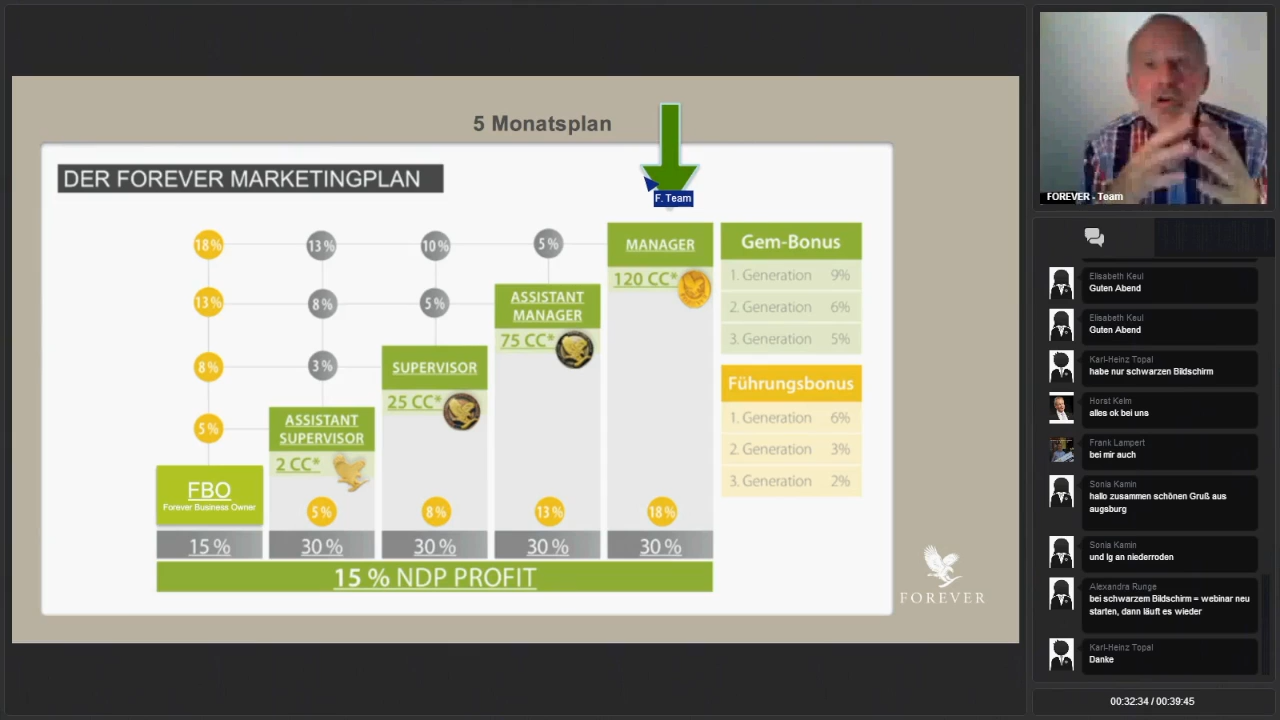 5 Monatsplan
DER FOREVER MARKETINGPLAN
F. Team
18 %
13 %
10 %
5 %
MANAGER
120 CC*
13 %
8 %
5 %
ASSISTANT
MANAGER
75 CC*
8 %
3 %
SUPERVISOR
25 CC*
5 %
ASSISTANT
SUPERVISOR
2 CC*
FBO
Forever Business Owner
5 %
8 %
13 %
18 %
15 %
30 %
30 %
30 %
30 %
15 % NDP PROFIT
Gem-Bonus
1. Generation 9%
2. Generation 6%
3. Generation 5%
Führungsbonus
1. Generation 6%
2. Generation 3%
3. Generation 2%
FOREVER
FOREVER - Team
Elisabeth Keul
Guten Abend
Elisabeth Keul
Guten Abend
Karl-Heinz Topal
habe nur schwarzen Bildschirm
Horst Kelm
alles ok bei uns
Frank Lampert
bei mir auch
Sonia Kamin
hallo zusammen schönen Gruß aus
augsburg
Sonia Kamin
und lg an niederroden
Alexandra Runge
bei schwarzem Bildschirm = webinar neu
starten, dann läuft es wieder
Karl-Heinz Topal
Danke
00:32:34 / 00:39:45